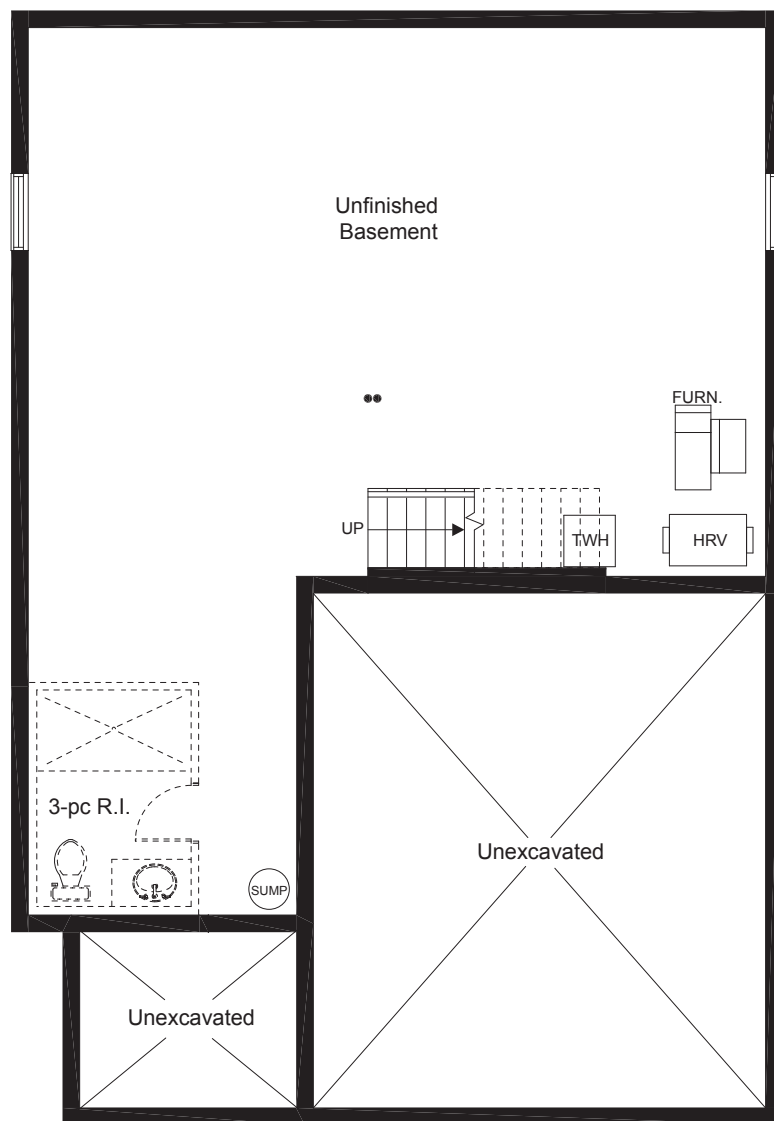 Unfinished
Basement
FURN.
UP
TWH
HRV
3-pc R.I.
Unexcavated
SUMP
Unexcavated